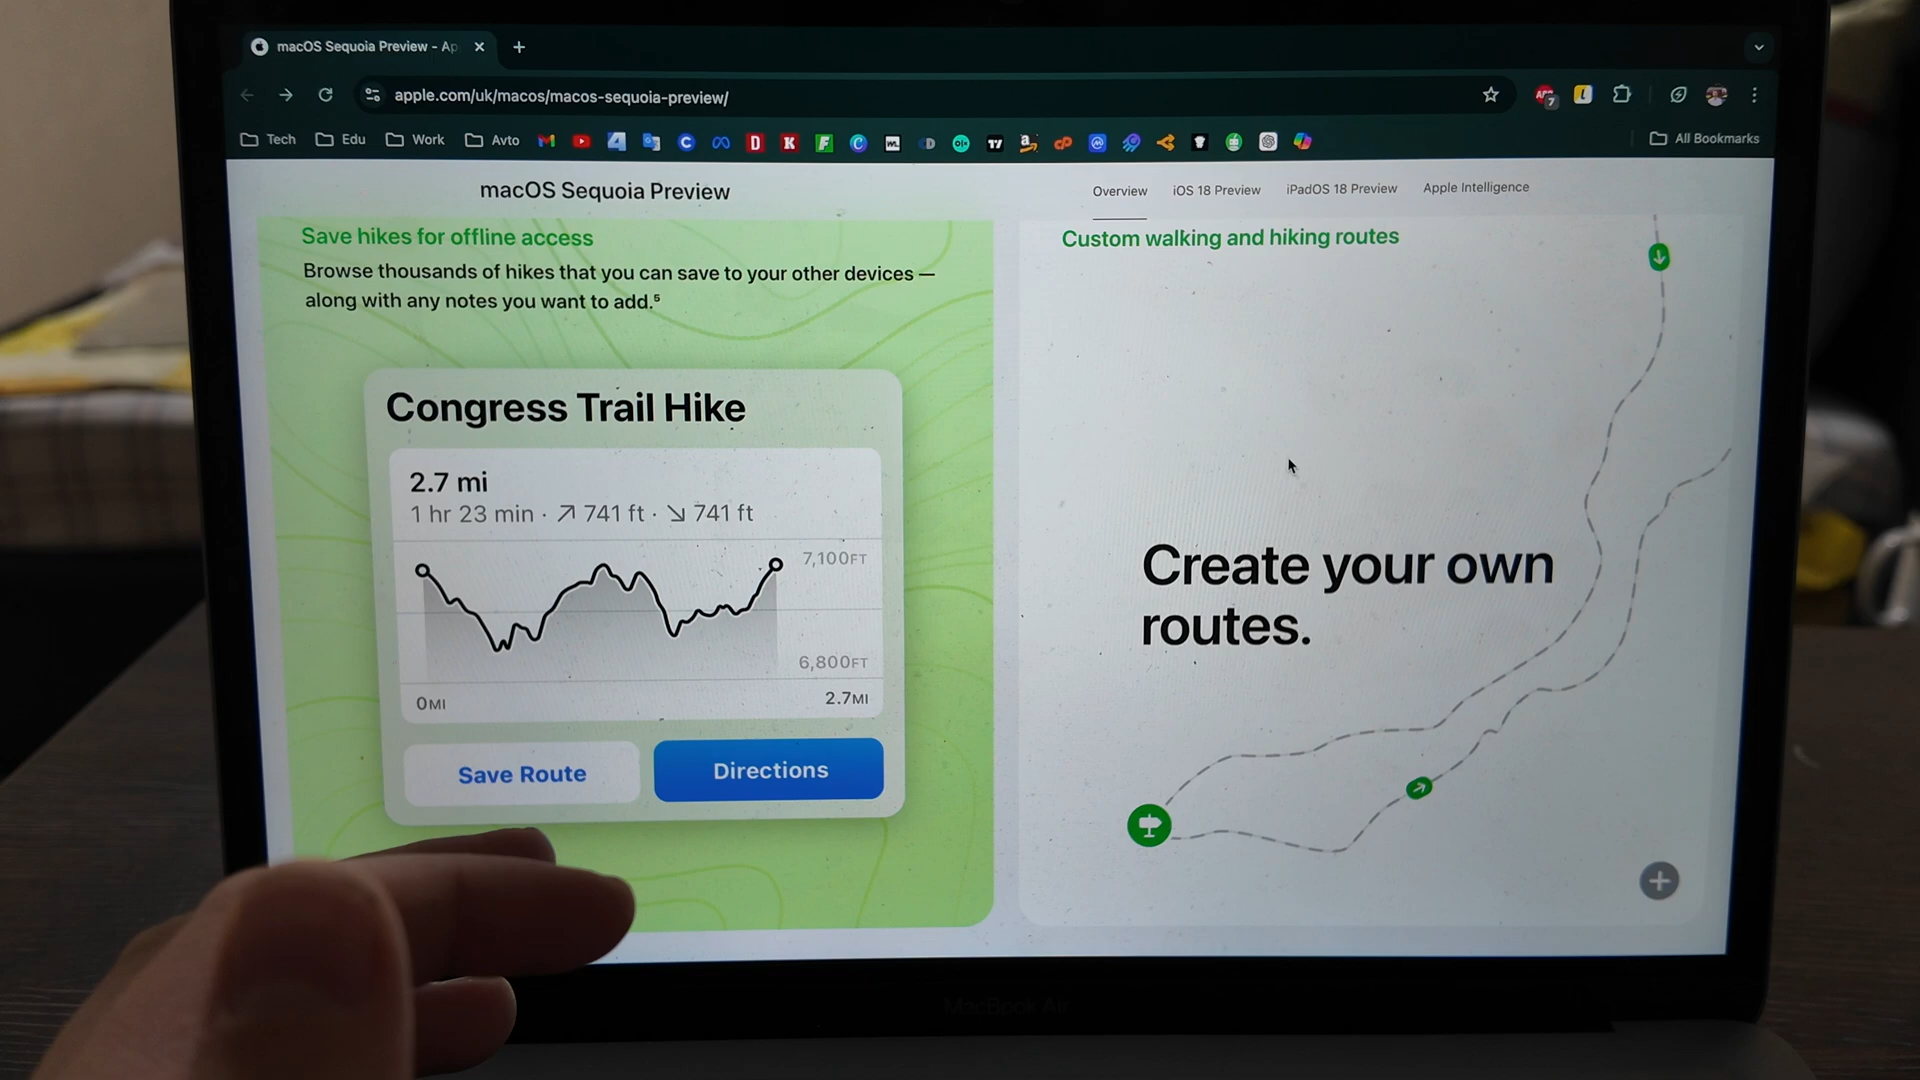 macOS Sequoia Preview - Ap
apple.com/uk/macos/macos-sequoia-preview/
7
Tech
Edu
Work
Avto
All Bookmarks
macOS Sequoia Preview
Overview
iOS 18 Preview
iPadOS 18 Preview
Apple Intelligence
Save hikes for offline access
Browse thousands of hikes that you can save to your other devices —
along with any notes you want to add.⁵
Congress Trail Hike
2.7 mi
1 hr 23 min · ↗ 741 ft · ↘ 741 ft
7,100FT
6,800FT
0MI
2.7MI
Save Route
Directions
Custom walking and hiking routes
Create your own
routes.
MacBook Air